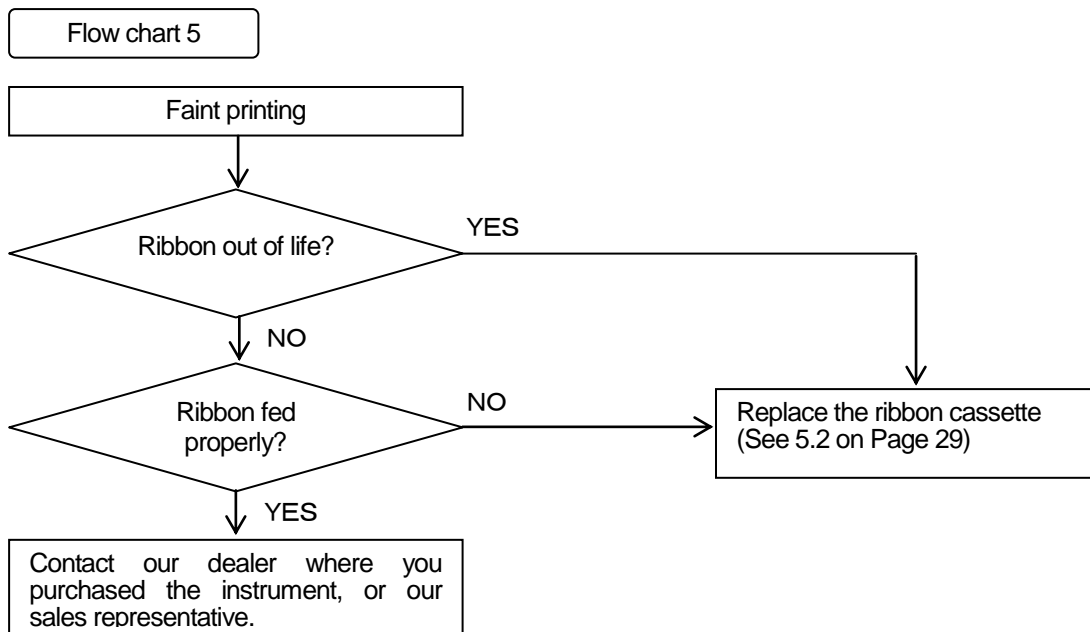 Flow chart 5
Faint printing
Ribbon out of life?
YES
NO
Ribbon fed
properly?
NO
Replace the ribbon cassette
(See 5.2 on Page 29)
YES
Contact our dealer where you
purchased the instrument, or our
sales representative.